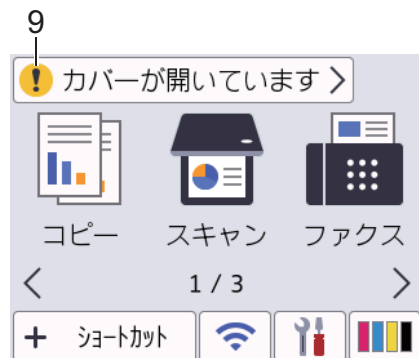 9
カバーが開いています
コピー スキャン ファクス
1 / 3
+ ショートカット